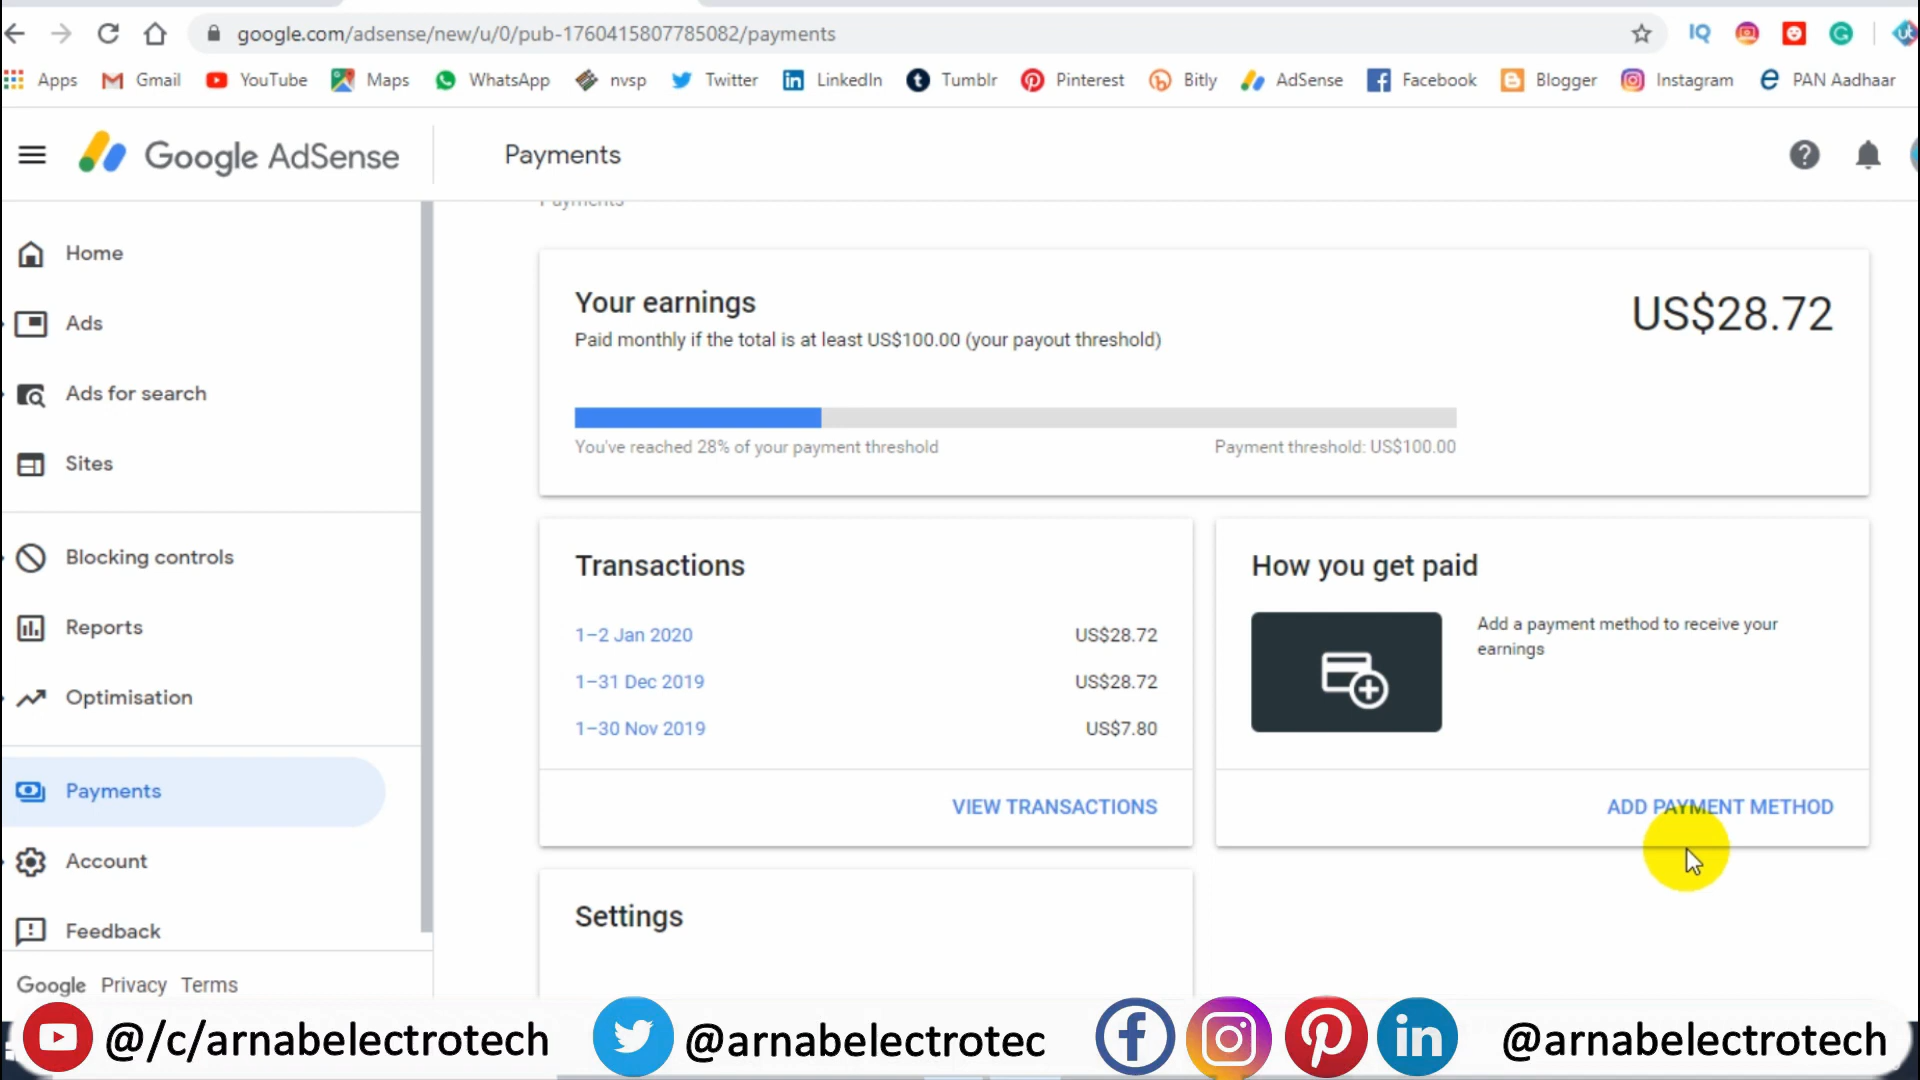 google.com/adsense/new/u/0/pub-1760415807785082/payments
IQ
Apps Gmail YouTube Maps WhatsApp nvsp Twitter LinkedIn Tumblr Pinterest Bitly AdSense Facebook Blogger Instagram PAN Aadhaar
Google AdSense
Payments
Payments
Home
Ads
Ads for search
Sites
Blocking controls
Reports
Optimisation
Payments
Account
Feedback
Google Privacy Terms
Your earnings
US$28.72
Paid monthly if the total is at least US$100.00 (your payout threshold)
You've reached 28% of your payment threshold
Payment threshold: US$100.00
Transactions
1–2 Jan 2020 US$28.72
1–31 Dec 2019 US$28.72
1–30 Nov 2019 US$7.80
VIEW TRANSACTIONS
How you get paid
Add a payment method to receive your
earnings
ADD PAYMENT METHOD
Settings
@/c/arnabelectrotech @arnabelectrotec @arnabelectrotech